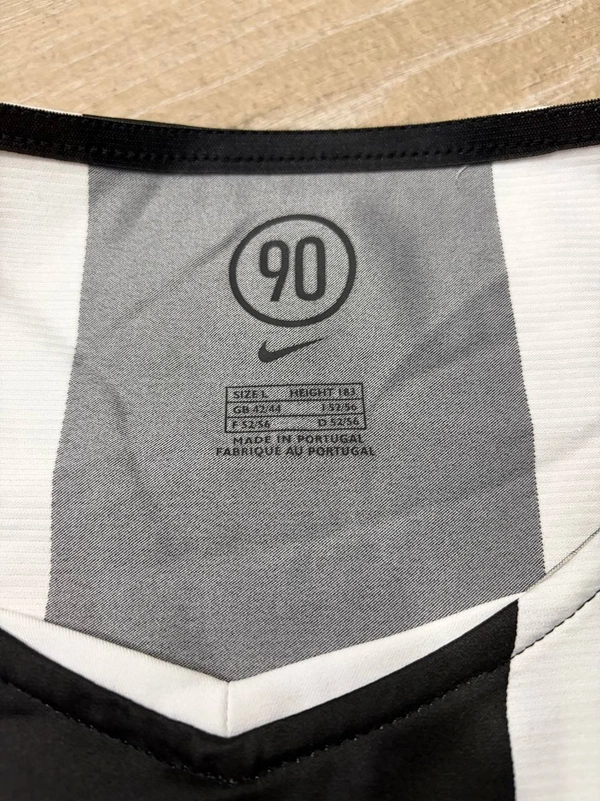 90
SIZE L HEIGHT 183
GB 42/44 I 52/56
F 52/56 D 52/56
MADE IN PORTUGAL
FABRIQUÉ AU PORTUGAL